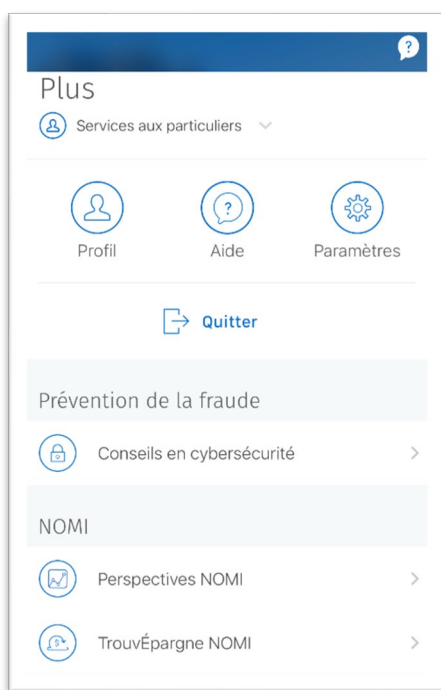 ?
Plus
Services aux particuliers
?
Profil Aide Paramètres
Quitter
Prévention de la fraude
Conseils en cybersécurité
NOMI
Perspectives NOMI
$
TrouvÉpargne NOMI